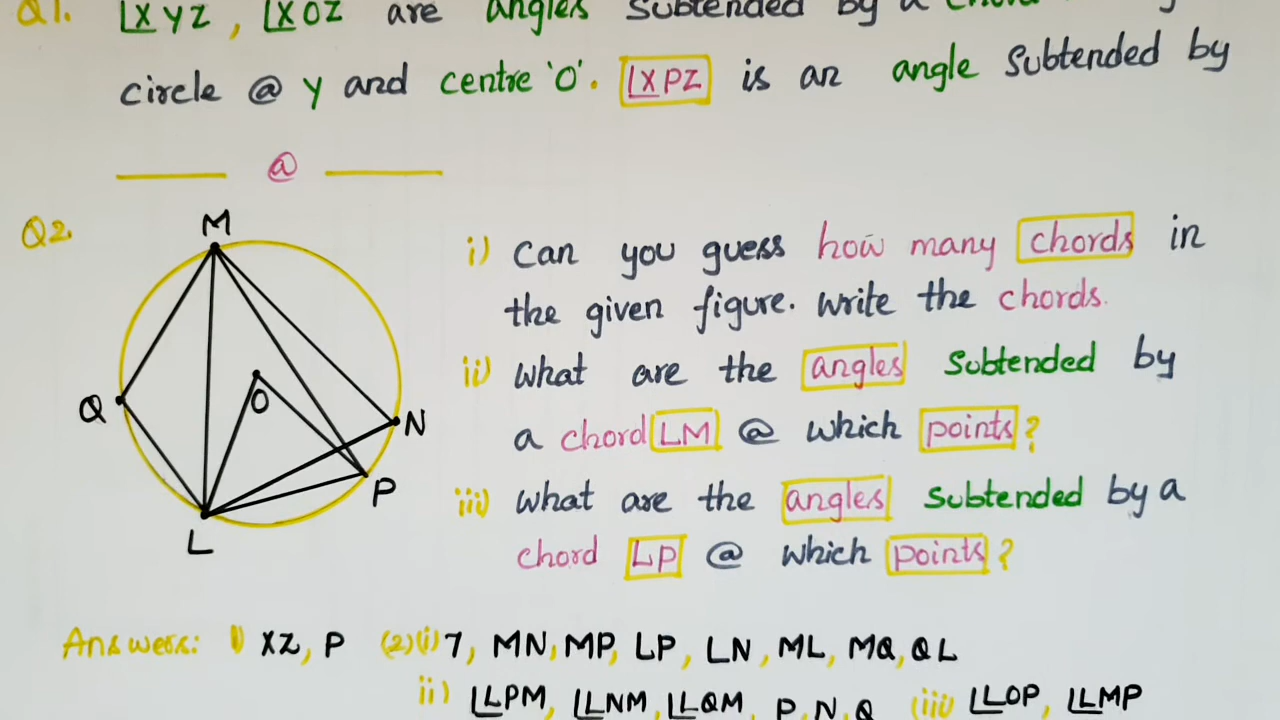 Q1. ∠XYZ, ∠XOZ are angles subtended by a
circle @ Y and centre 'O'. ∠XPZ is an angle subtended by
____ @ ____
Q2.
M
Q
O
N
P
L
i) Can you guess how many chords in
the given figure. Write the chords.
ii) What are the angles subtended by
a chord LM @ which points?
iii) What are the angles subtended by a
chord LP @ which points?
Answers: 1) XZ, P (2)(i) 7, MN, MP, LP, LN, ML, MQ, QL
ii) ∠LPM, ∠LNM, ∠LQM, P, N, Q (iii) ∠LOP, ∠LMP